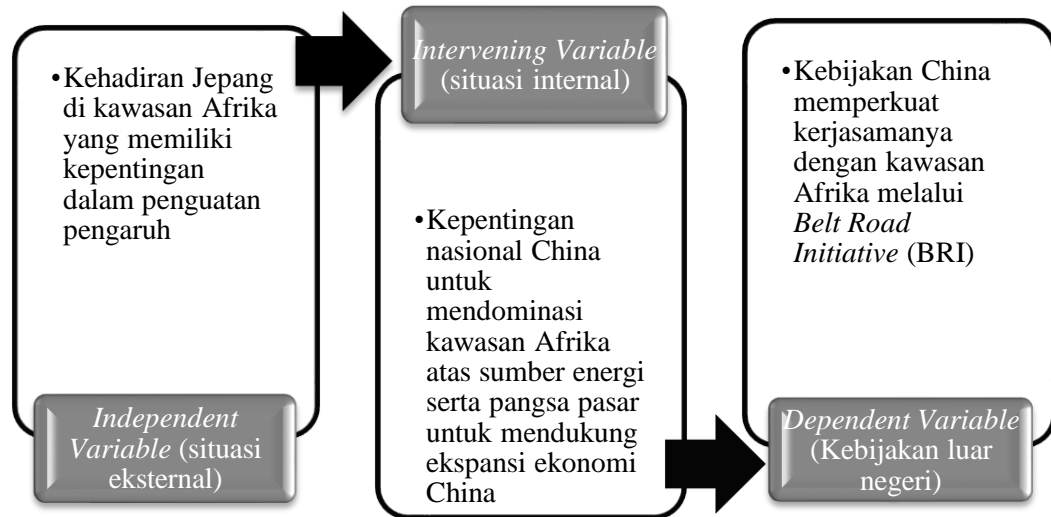 •Kehadiran Jepang
di kawasan Afrika
yang memiliki
kepentingan
dalam penguatan
pengaruh
Independent
Variable (situasi
eksternal)
Intervening Variable
(situasi internal)
•Kepentingan
nasional China
untuk
mendominasi
kawasan Afrika
atas sumber energi
serta pangsa pasar
untuk mendukung
ekspansi ekonomi
China
•Kebijakan China
memperkuat
kerjasamanya
dengan kawasan
Afrika melalui
Belt Road
Initiative (BRI)
Dependent Variable
(Kebijakan luar
negeri)